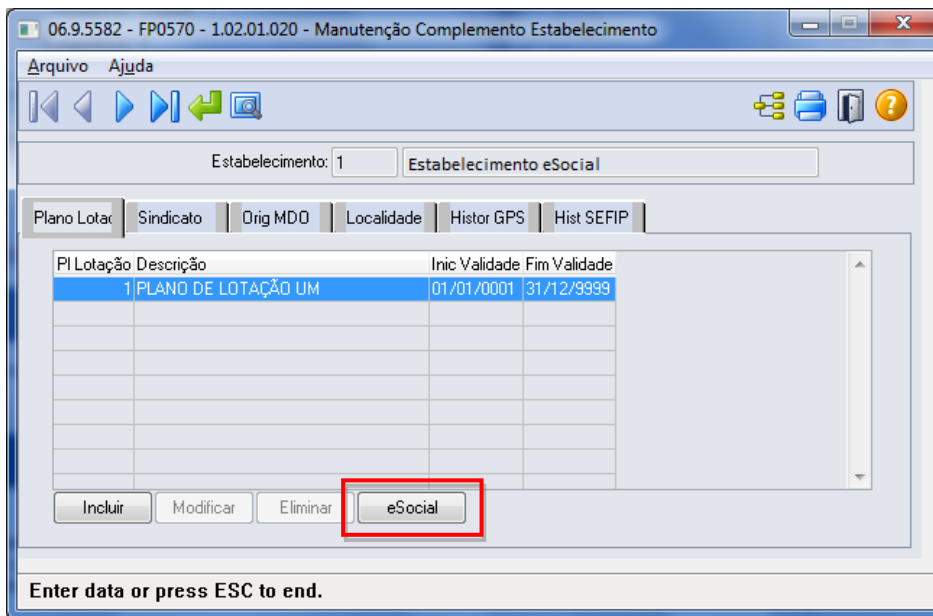 06.9.5582 - FP0570 - 1.02.01.020 - Manutenção Complemento Estabelecimento
Arquivo Ajuda
Estabelecimento: 1 Estabelecimento eSocial
Plano Lotaç Sindicato Orig MDO Localidade Histor GPS Hist SEFIP
Pl Lotação Descrição Inic Validade Fim Validade
1 PLANO DE LOTAÇÃO UM 01/01/0001 31/12/9999
Incluir Modificar Eliminar eSocial
Enter data or press ESC to end.